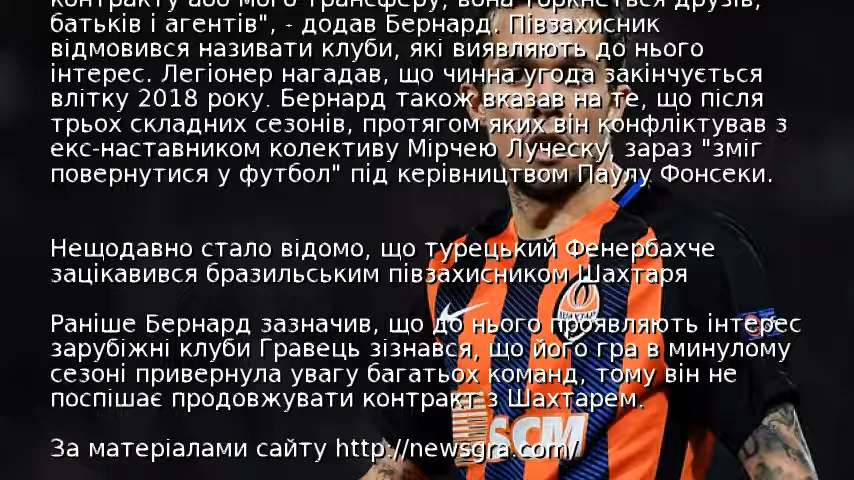 контракту або мого трансферу, вона торкнеться друзів,
батьків і агентів", - додав Бернард. Півзахисник
відмовився називати клуби, які виявляють до нього
інтерес. Легіонер нагадав, що чинна угода закінчується
влітку 2018 року. Бернард також вказав на те, що після
трьох складних сезонів, протягом яких він конфліктував з
екс-наставником колективу Мірчею Луческу, зараз "зміг
повернутися у футбол" під керівництвом Паулу Фонсеки.
Нещодавно стало відомо, що турецький Фенербахче
зацікавився бразильським півзахисником Шахтаря
Раніше Бернард зазначив, що до нього проявляють інтерес
зарубіжні клуби Гравець зізнався, що його гра в минулому
сезоні привернула увагу багатьох команд, тому він не
поспішає продовжувати контракт з Шахтарем.
За матеріалами сайту http://newsgra.com/
ШАХТАР
SCM